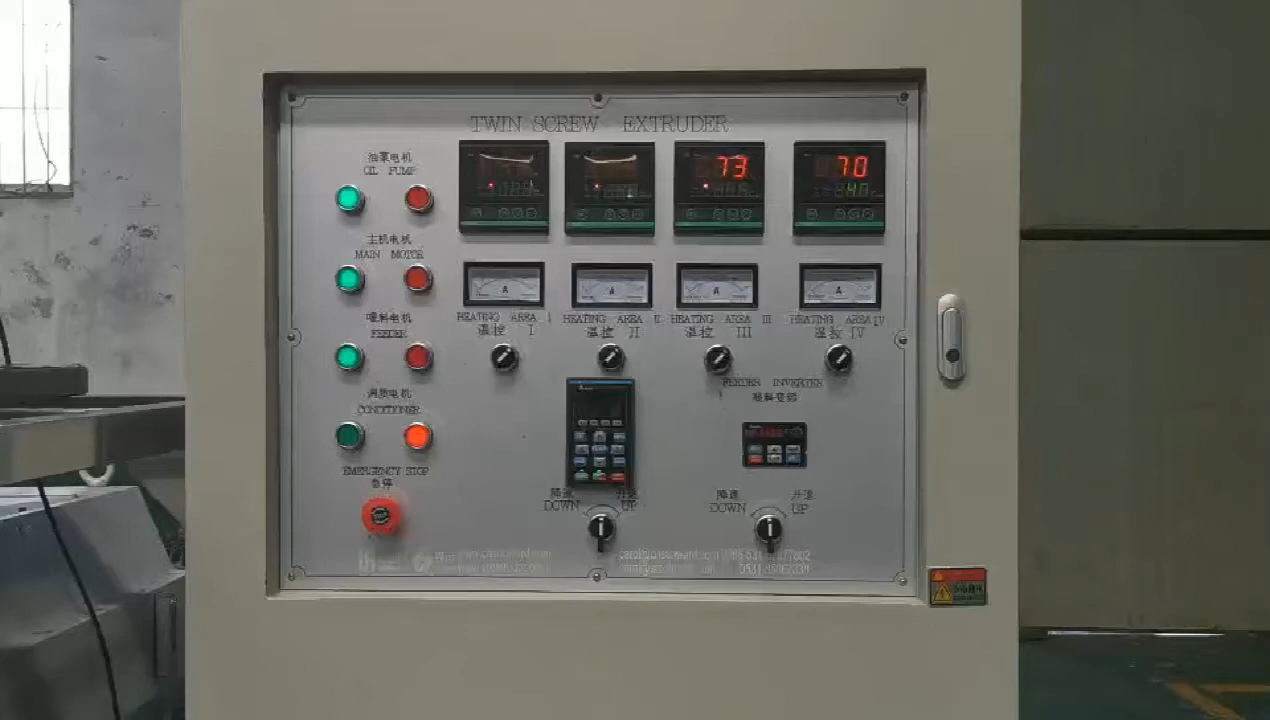 TWIN SCREW EXTRUDER
油泵电机
OIL PUMP
73
70
40
主机电机
MAIN MOTOR
A
A
A
A
喂料电机
FEEDER
HEATING AREA I
温控 I
HEATING AREA II
温控 II
HEATING AREA III
温控 III
HEATING AREA IV
温控 IV
FEEDER INVERTER
喂料变频
调质电机
CONDITIONER
EMERGENCY STOP
急停
降速 升速
DOWN UP
降速 升速
DOWN UP